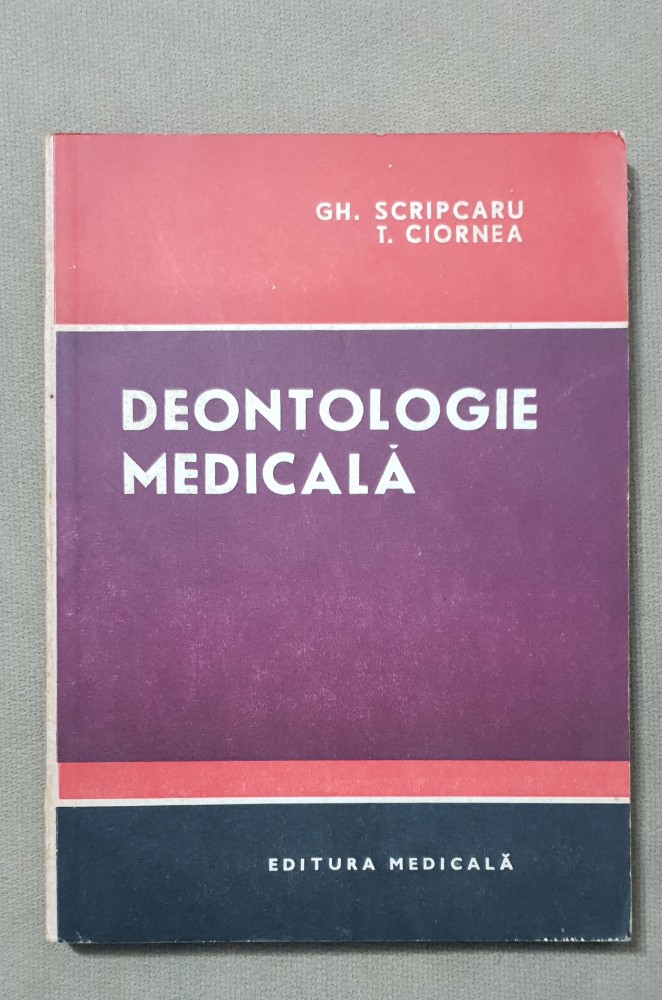 GH. SCRIPCARU
T. CIORNEA
DEONTOLOGIE
MEDICALĂ
EDITURA MEDICALĂ